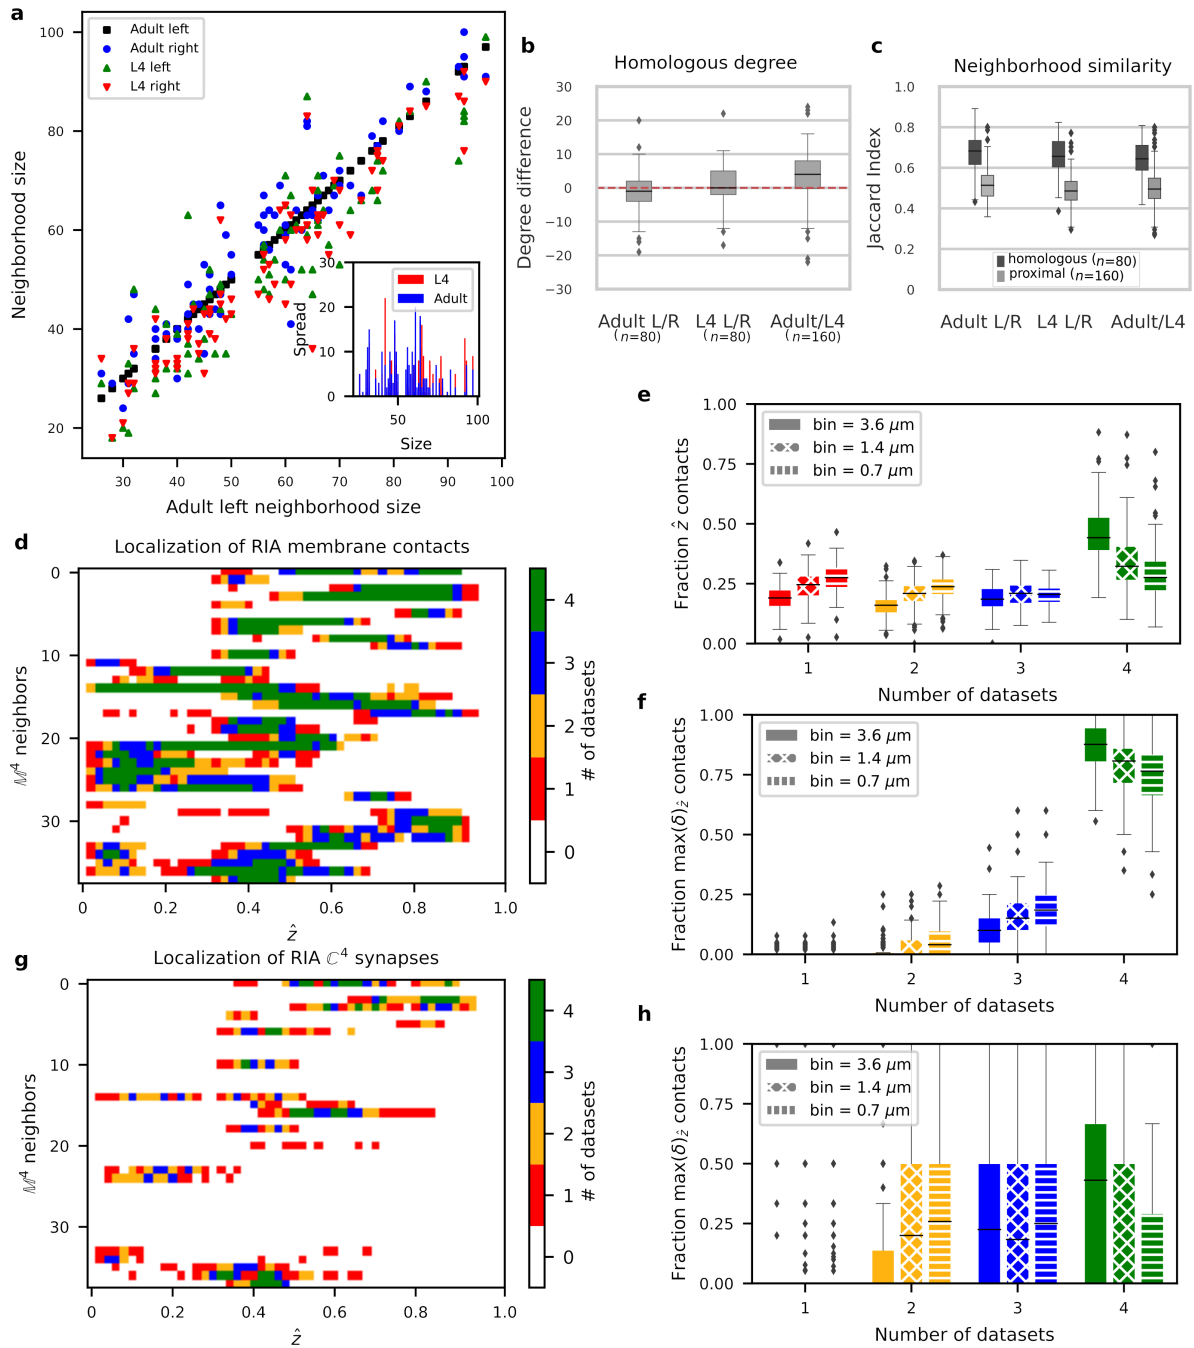 a
Adult left
Adult right
L4 left
L4 right
100
80
60
40
20
Neighborhood size
30
40
50
60
70
80
90
100
Adult left neighborhood size
30
20
10
0
Spread
L4
Adult
50
100
Size
b
Homologous degree
30
20
10
0
−10
−20
−30
Degree difference
Adult L/R
(n=80)
L4 L/R
(n=80)
Adult/L4
(n=160)
c
Neighborhood similarity
1.0
0.8
0.6
0.4
0.2
0
Jaccard Index
homologous (n=80)
proximal (n=160)
Adult L/R
L4 L/R
Adult/L4
d
Localization of RIA membrane contacts
0
10
20
30
𝕄⁴ neighbors
0
0.2
0.4
0.6
0.8
1.0
ẑ
4
3
2
1
0
# of datasets
e
1.00
0.75
0.50
0.25
0.00
Fraction ẑ contacts
bin = 3.6 μm
bin = 1.4 μm
bin = 0.7 μm
1
2
3
4
Number of datasets
f
1.00
0.75
0.50
0.25
0.00
Fraction max(δ)ẑ contacts
bin = 3.6 μm
bin = 1.4 μm
bin = 0.7 μm
1
2
3
4
Number of datasets
g
Localization of RIA ℂ⁴ synapses
0
10
20
30
𝕄⁴ neighbors
0
0.2
0.4
0.6
0.8
1.0
ẑ
4
3
2
1
0
# of datasets
h
1.00
0.75
0.50
0.25
0.00
Fraction max(δ)ẑ contacts
bin = 3.6 μm
bin = 1.4 μm
bin = 0.7 μm
1
2
3
4
Number of datasets